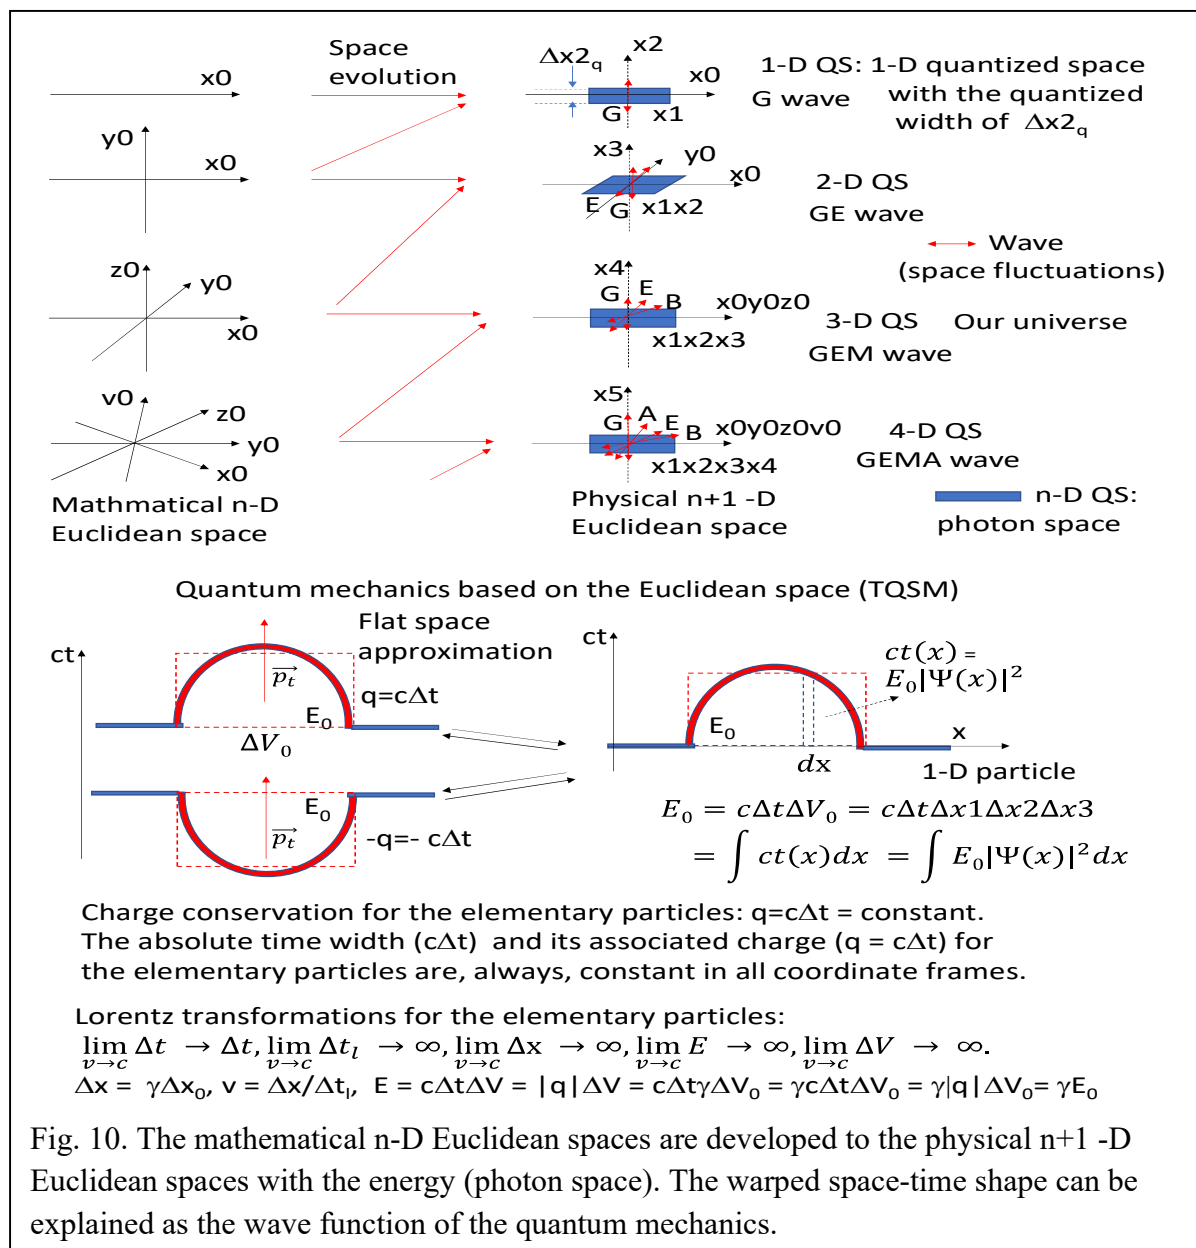 Space
evolution
x0
Δx2q
x2
x0
G
x1
1-D QS: 1-D quantized space
G wave
with the quantized
width of Δx2q
y0
x0
x3
y0
x0
E
G
x1x2
2-D QS
GE wave
Wave
(space fluctuations)
z0
y0
x0
x4
G
E
B
x0y0z0
x1x2x3
3-D QS
Our universe
GEM wave
v0
z0
y0
x0
x5
G
A
E
B
x0y0z0v0
x1x2x3x4
4-D QS
GEMA wave
Mathmatical n-D
Euclidean space
Physical n+1 -D
Euclidean space
n-D QS:
photon space
Quantum mechanics based on the Euclidean space (TQSM)
Flat space
approximation
ct
p⃗ₜ
q=cΔt
E₀
ΔV₀
E₀
p⃗ₜ
-q=- cΔt
ct
ct(x) =
E₀|Ψ(x)|²
E₀
x
dx
1-D particle
E₀ = cΔtΔV₀ = cΔtΔx1Δx2Δx3
= ∫ ct(x)dx = ∫ E₀|Ψ(x)|²dx
Charge conservation for the elementary particles: q=cΔt = constant.
The absolute time width (cΔt) and its associated charge (q = cΔt) for
the elementary particles are, always, constant in all coordinate frames.
Lorentz transformations for the elementary particles:
lim v→c Δt → Δt, lim v→c Δtₗ → ∞, lim v→c Δx → ∞, lim v→c E → ∞, lim v→c ΔV → ∞.
Δx = γΔx₀, v = Δx/Δtₗ, E = cΔtΔV = |q|ΔV = cΔtγΔV₀ = γcΔtΔV₀ = γ|q|ΔV₀= γE₀
Fig. 10. The mathematical n-D Euclidean spaces are developed to the physical n+1 -D
Euclidean spaces with the energy (photon space). The warped space-time shape can be
explained as the wave function of the quantum mechanics.